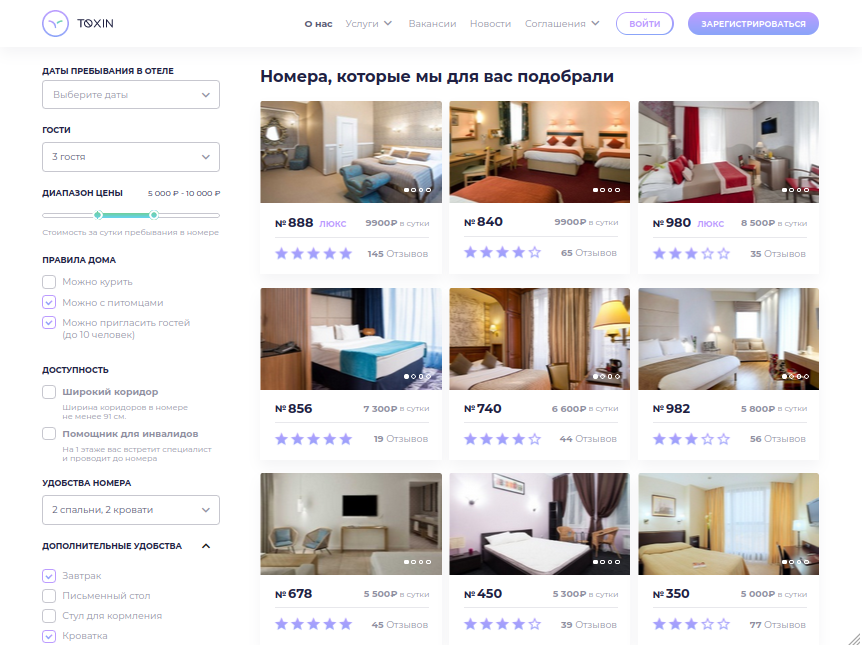 TOXIN
О нас
Услуги
Вакансии
Новости
Соглашения
ВОЙТИ
ЗАРЕГИСТРИРОВАТЬСЯ
ДАТЫ ПРЕБЫВАНИЯ В ОТЕЛЕ
Выберите даты
ГОСТИ
3 гостя
ДИАПАЗОН ЦЕНЫ 5 000 ₽ - 10 000 ₽
Стоимость за сутки пребывания в номере
ПРАВИЛА ДОМА
Можно курить
Можно с питомцами
Можно пригласить гостей
(до 10 человек)
ДОСТУПНОСТЬ
Широкий коридор
Ширина коридоров в номере
не менее 91 см.
Помощник для инвалидов
На 1 этаже вас встретит специалист
и проводит до номера
УДОБСТВА НОМЕРА
2 спальни, 2 кровати
ДОПОЛНИТЕЛЬНЫЕ УДОБСТВА
Завтрак
Письменный стол
Стул для кормления
Кроватка
Номера, которые мы для вас подобрали
№ 888 ЛЮКС 9900₽ в сутки
145 Отзывов
№ 840 9900₽ в сутки
65 Отзывов
№ 980 ЛЮКС 8 500₽ в сутки
35 Отзывов
№ 856 7 300₽ в сутки
19 Отзывов
№ 740 6 600₽ в сутки
44 Отзывов
№ 982 5 800₽ в сутки
56 Отзывов
№ 678 5 500₽ в сутки
45 Отзывов
№ 450 5 300₽ в сутки
39 Отзывов
№ 350 5 000₽ в сутки
77 Отзывов